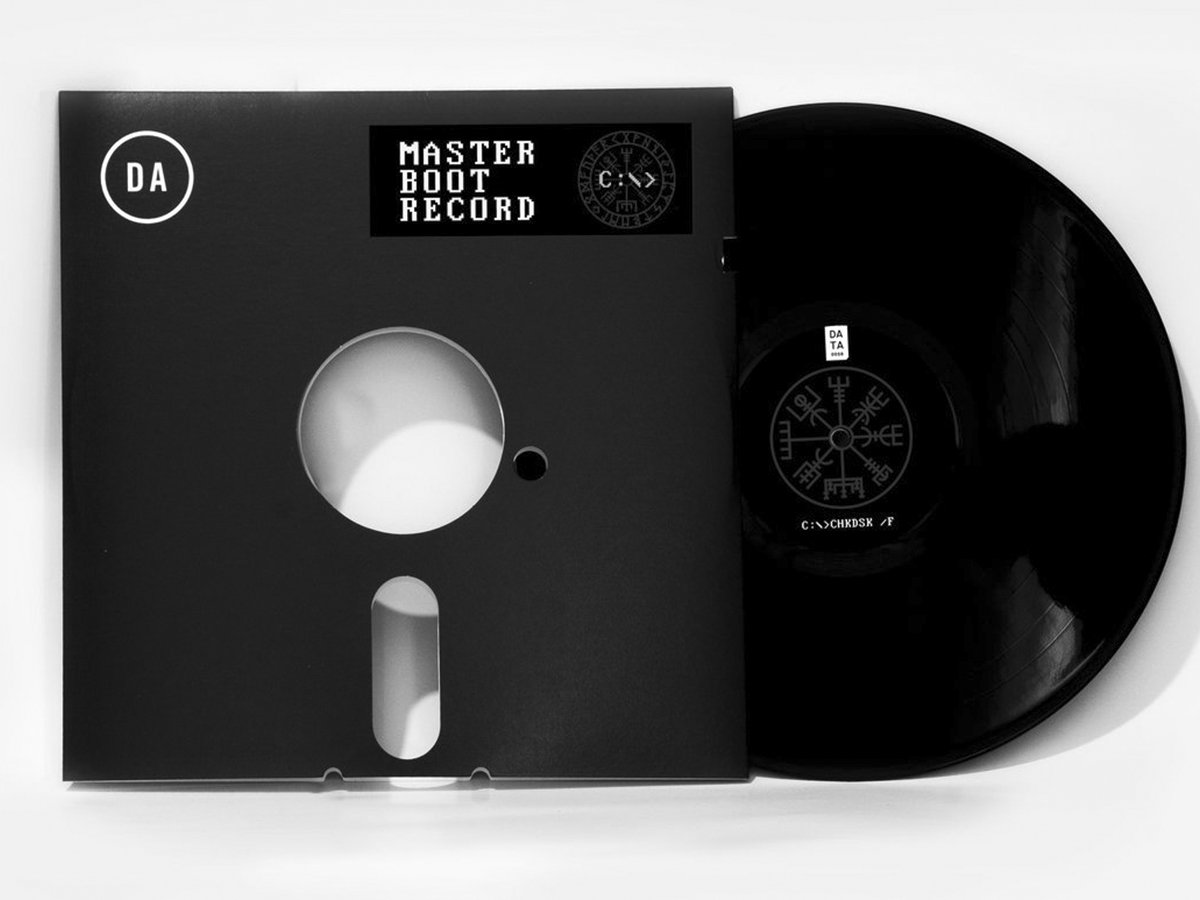 DA
MASTER
BOOT
RECORD
C:\>
DA
TA
C:\>CHKDSK /F